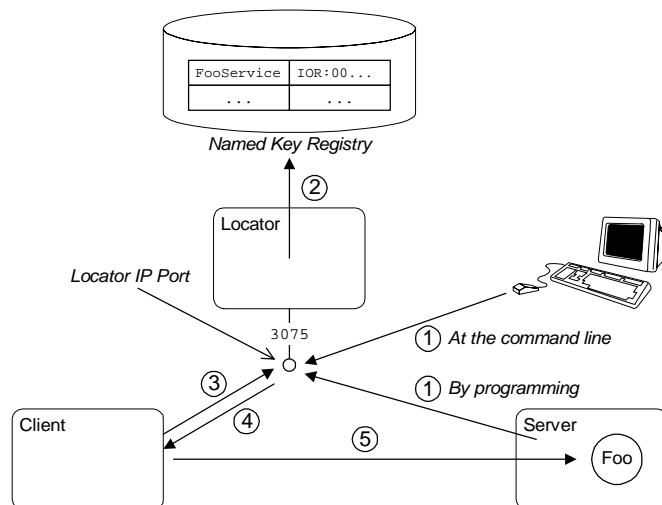 FooService IOR:00...
... ...
Named Key Registry
2
Locator
Locator IP Port
3075
1 At the command line
3
1 By programming
4
Client
5
Server
Foo